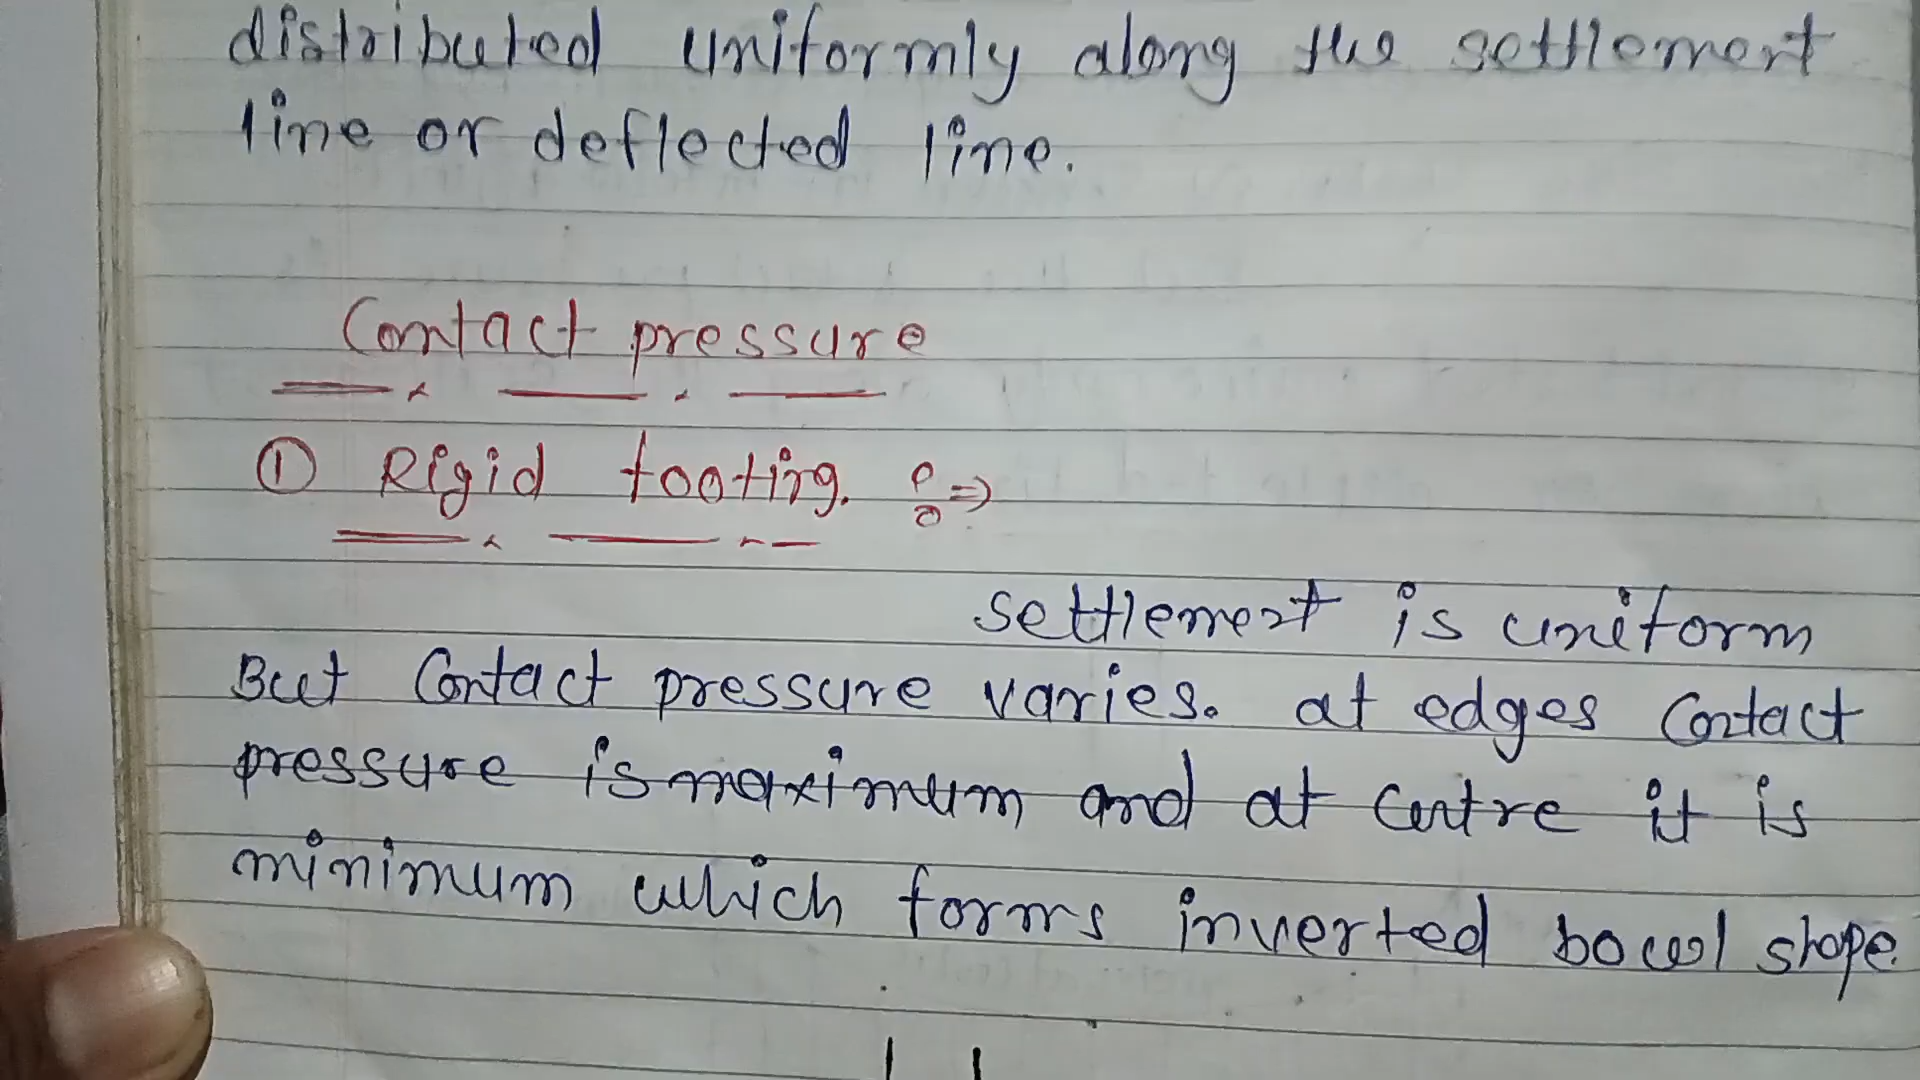 distributed uniformly along the settlement
line or deflected line.
Contact pressure
① Rigid footing. :⇒
settlement is uniform
But Contact pressure varies. at edges Contact
pressure is maximum and at centre it is
minimum which forms inverted bowl shape.